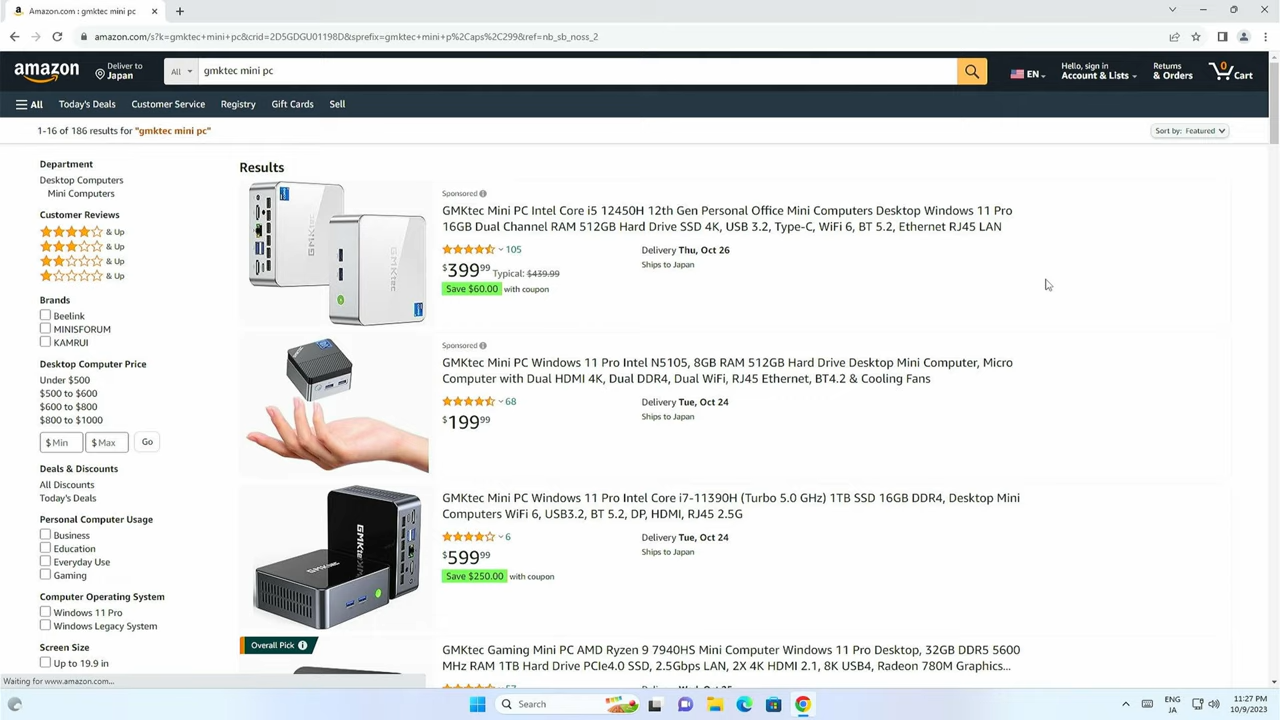 Amazon.com : gmktec mini pc
amazon.com/s?k=gmktec+mini+pc&crid=2D5GDGU01198D&sprefix=gmktec+mini+p%2Caps%2C299&ref=nb_sb_noss_2
amazon
Deliver to
Japan
All
gmktec mini pc
EN
Hello, sign in
Account & Lists
Returns
& Orders
0
Cart
All
Today's Deals
Customer Service
Registry
Gift Cards
Sell
1-16 of 186 results for "gmktec mini pc"
Sort by: Featured
Department
Desktop Computers
Mini Computers
Customer Reviews
& Up
& Up
& Up
& Up
Brands
Beelink
MINISFORUM
KAMRUI
Desktop Computer Price
Under $500
$500 to $600
$600 to $800
$800 to $1000
$ Min
$ Max
Go
Deals & Discounts
All Discounts
Today's Deals
Personal Computer Usage
Business
Education
Everyday Use
Gaming
Computer Operating System
Windows 11 Pro
Windows Legacy System
Screen Size
Up to 19.9 in
Results
GMKtec
GMKtec
Sponsored
GMKtec Mini PC Intel Core i5 12450H 12th Gen Personal Office Mini Computers Desktop Windows 11 Pro
16GB Dual Channel RAM 512GB Hard Drive SSD 4K, USB 3.2, Type-C, WiFi 6, BT 5.2, Ethernet RJ45 LAN
105
$399.99 Typical: $439.99
Save $60.00 with coupon
Delivery Thu, Oct 26
Ships to Japan
Sponsored
GMKtec Mini PC Windows 11 Pro Intel N5105, 8GB RAM 512GB Hard Drive Desktop Mini Computer, Micro
Computer with Dual HDMI 4K, Dual DDR4, Dual WiFi, RJ45 Ethernet, BT4.2 & Cooling Fans
68
$199.99
Delivery Tue, Oct 24
Ships to Japan
GMKtec
GMKtec
GMKtec Mini PC Windows 11 Pro Intel Core i7-11390H (Turbo 5.0 GHz) 1TB SSD 16GB DDR4, Desktop Mini
Computers WiFi 6, USB3.2, BT 5.2, DP, HDMI, RJ45 2.5G
6
$599.99
Save $250.00 with coupon
Delivery Tue, Oct 24
Ships to Japan
Overall Pick
GMKtec Gaming Mini PC AMD Ryzen 9 7940HS Mini Computer Windows 11 Pro Desktop, 32GB DDR5 5600
MHz RAM 1TB Hard Drive PCIe4.0 SSD, 2.5Gbps LAN, 2X 4K HDMI 2.1, 8K USB4, Radeon 780M Graphics...
Waiting for www.amazon.com...
Search
ENG
JA
11:27 PM
10/9/2023